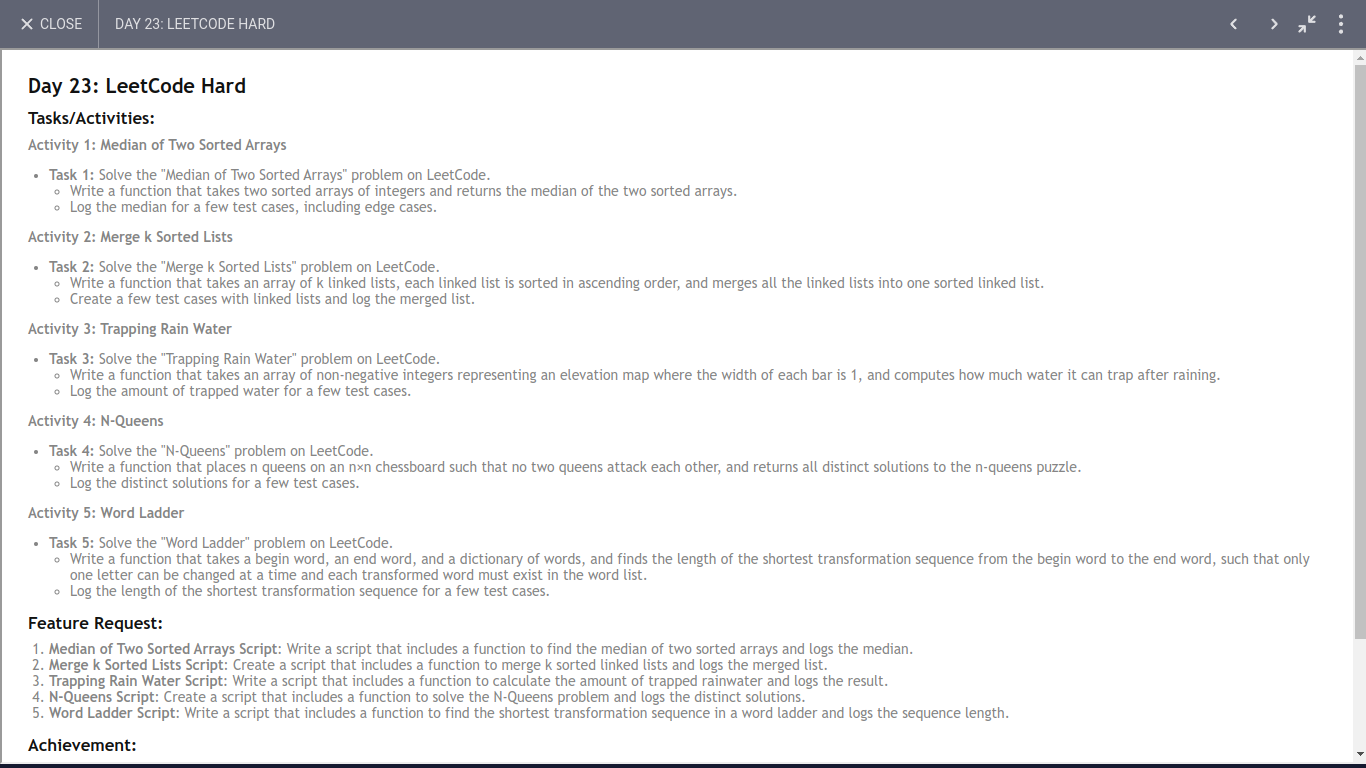 CLOSE
DAY 23: LEETCODE HARD
Day 23: LeetCode Hard
Tasks/Activities:
Activity 1: Median of Two Sorted Arrays
• Task 1: Solve the "Median of Two Sorted Arrays" problem on LeetCode.
◦ Write a function that takes two sorted arrays of integers and returns the median of the two sorted arrays.
◦ Log the median for a few test cases, including edge cases.
Activity 2: Merge k Sorted Lists
• Task 2: Solve the "Merge k Sorted Lists" problem on LeetCode.
◦ Write a function that takes an array of k linked lists, each linked list is sorted in ascending order, and merges all the linked lists into one sorted linked list.
◦ Create a few test cases with linked lists and log the merged list.
Activity 3: Trapping Rain Water
• Task 3: Solve the "Trapping Rain Water" problem on LeetCode.
◦ Write a function that takes an array of non-negative integers representing an elevation map where the width of each bar is 1, and computes how much water it can trap after raining.
◦ Log the amount of trapped water for a few test cases.
Activity 4: N-Queens
• Task 4: Solve the "N-Queens" problem on LeetCode.
◦ Write a function that places n queens on an n×n chessboard such that no two queens attack each other, and returns all distinct solutions to the n-queens puzzle.
◦ Log the distinct solutions for a few test cases.
Activity 5: Word Ladder
• Task 5: Solve the "Word Ladder" problem on LeetCode.
◦ Write a function that takes a begin word, an end word, and a dictionary of words, and finds the length of the shortest transformation sequence from the begin word to the end word, such that only
one letter can be changed at a time and each transformed word must exist in the word list.
◦ Log the length of the shortest transformation sequence for a few test cases.
Feature Request:
1. Median of Two Sorted Arrays Script: Write a script that includes a function to find the median of two sorted arrays and logs the median.
2. Merge k Sorted Lists Script: Create a script that includes a function to merge k sorted linked lists and logs the merged list.
3. Trapping Rain Water Script: Write a script that includes a function to calculate the amount of trapped rainwater and logs the result.
4. N-Queens Script: Create a script that includes a function to solve the N-Queens problem and logs the distinct solutions.
5. Word Ladder Script: Write a script that includes a function to find the shortest transformation sequence in a word ladder and logs the sequence length.
Achievement: